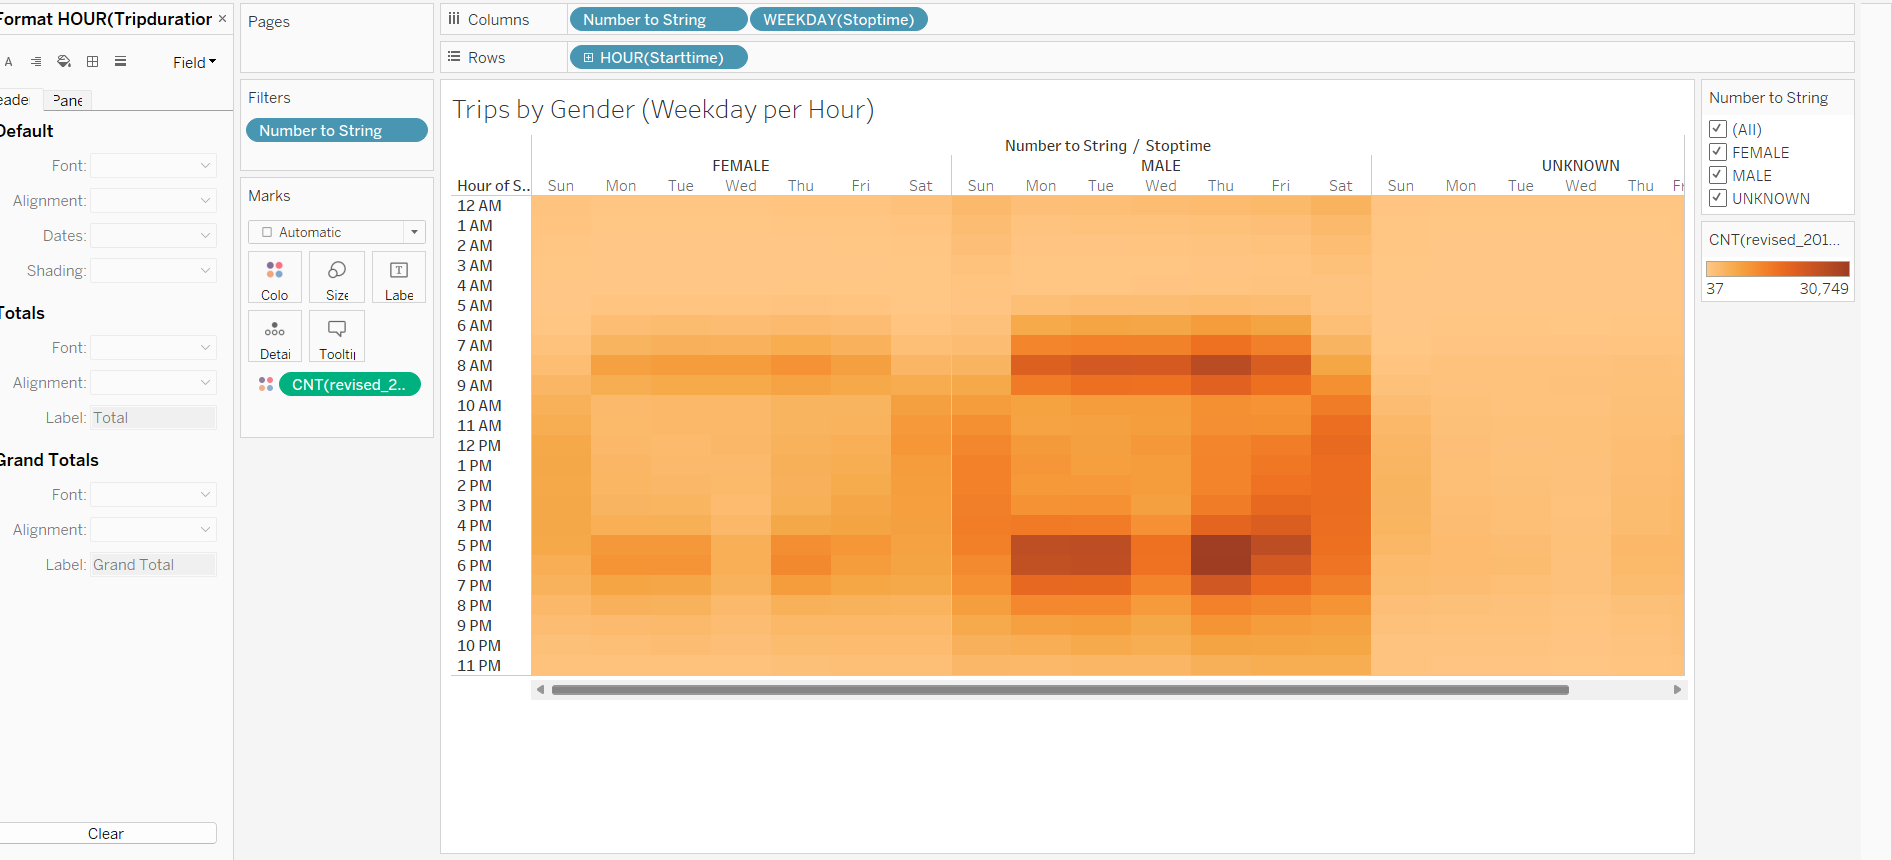 Format HOUR(Tripduration ×
A
Field
eade Pane
Default
Font:
Alignment:
Dates:
Shading:
Totals
Font:
Alignment:
Label: Total
Grand Totals
Font:
Alignment:
Label: Grand Total
Clear
Pages
Filters
Number to String
Marks
Automatic
Colo Size Labe
Detai Tooltip
CNT(revised_2..
Columns Number to String WEEKDAY(Stoptime)
Rows HOUR(Starttime)
Trips by Gender (Weekday per Hour)
Number to String / Stoptime
FEMALE MALE UNKNOWN
Hour of S.. Sun Mon Tue Wed Thu Fri Sat Sun Mon Tue Wed Thu Fri Sat Sun Mon Tue Wed Thu Fr
12 AM
1 AM
2 AM
3 AM
4 AM
5 AM
6 AM
7 AM
8 AM
9 AM
10 AM
11 AM
12 PM
1 PM
2 PM
3 PM
4 PM
5 PM
6 PM
7 PM
8 PM
9 PM
10 PM
11 PM
Number to String
(All)
FEMALE
MALE
UNKNOWN
CNT(revised_201...
37 30,749